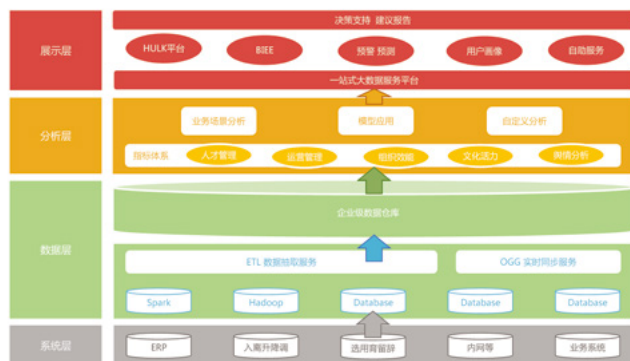 决策支持 建议报告
展示层
HULK平台
BIEE
预警 预测
用户画像
自助服务
一站式大数据服务平台
分析层
业务场景分析
模型应用
自定义分析
指标体系
人才管理
运营管理
组织效能
文化活力
舆情分析
数据层
企业级数据仓库
ETL 数据抽取服务
OGG 实时同步服务
Spark
Hadoop
Database
Database
Database
系统层
ERP
入离升降调
选用育留辞
内网等
业务系统